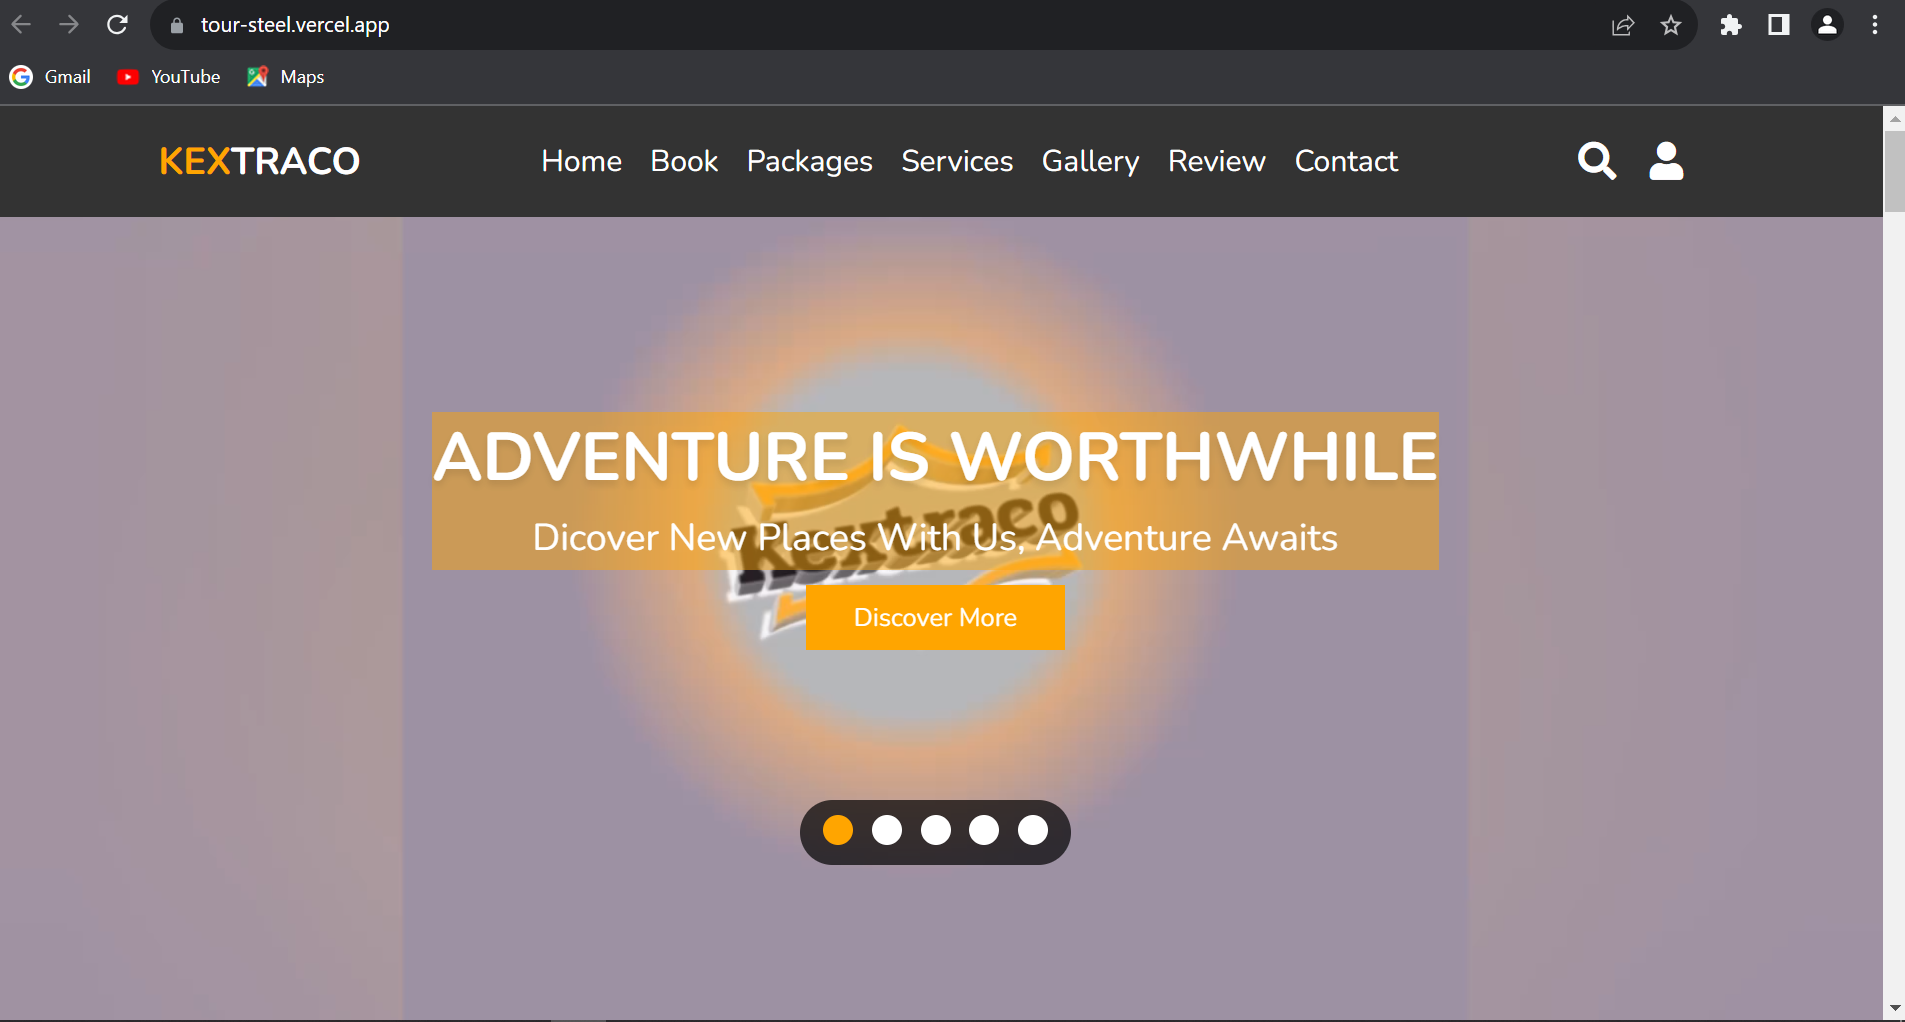 tour-steel.vercel.app
Gmail YouTube Maps
KEXTRACO Home Book Packages Services Gallery Review Contact
ADVENTURE IS WORTHWHILE
Dicover New Places With Us, Adventure Awaits
Kextraco
Discover More